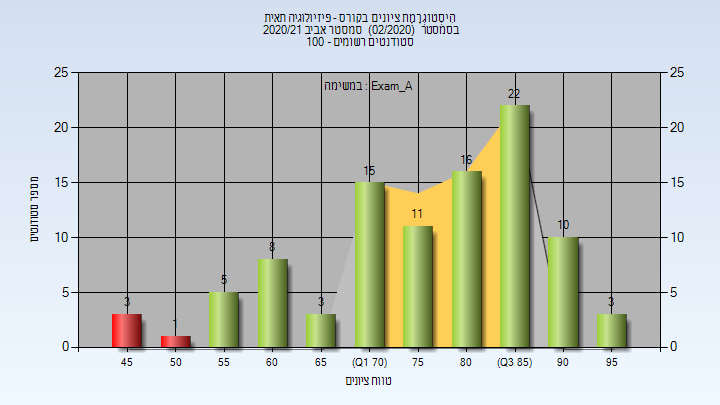 היסטוגרמת ציונים בקורס - פיזיולוגיה תאית
בסמסטר (02/2020) סמסטר אביב 2020/21
סטודנטים רשומים - 100
במשימה : Exam_A
25 25
20 20
15 15
10 10
5 5
0 0
מספר סטודנטים
3 1 5 8 3 15 11 16 22 10 3
45 50 55 60 65 (Q1 70) 75 80 (Q3 85) 90 95
טווח ציונים